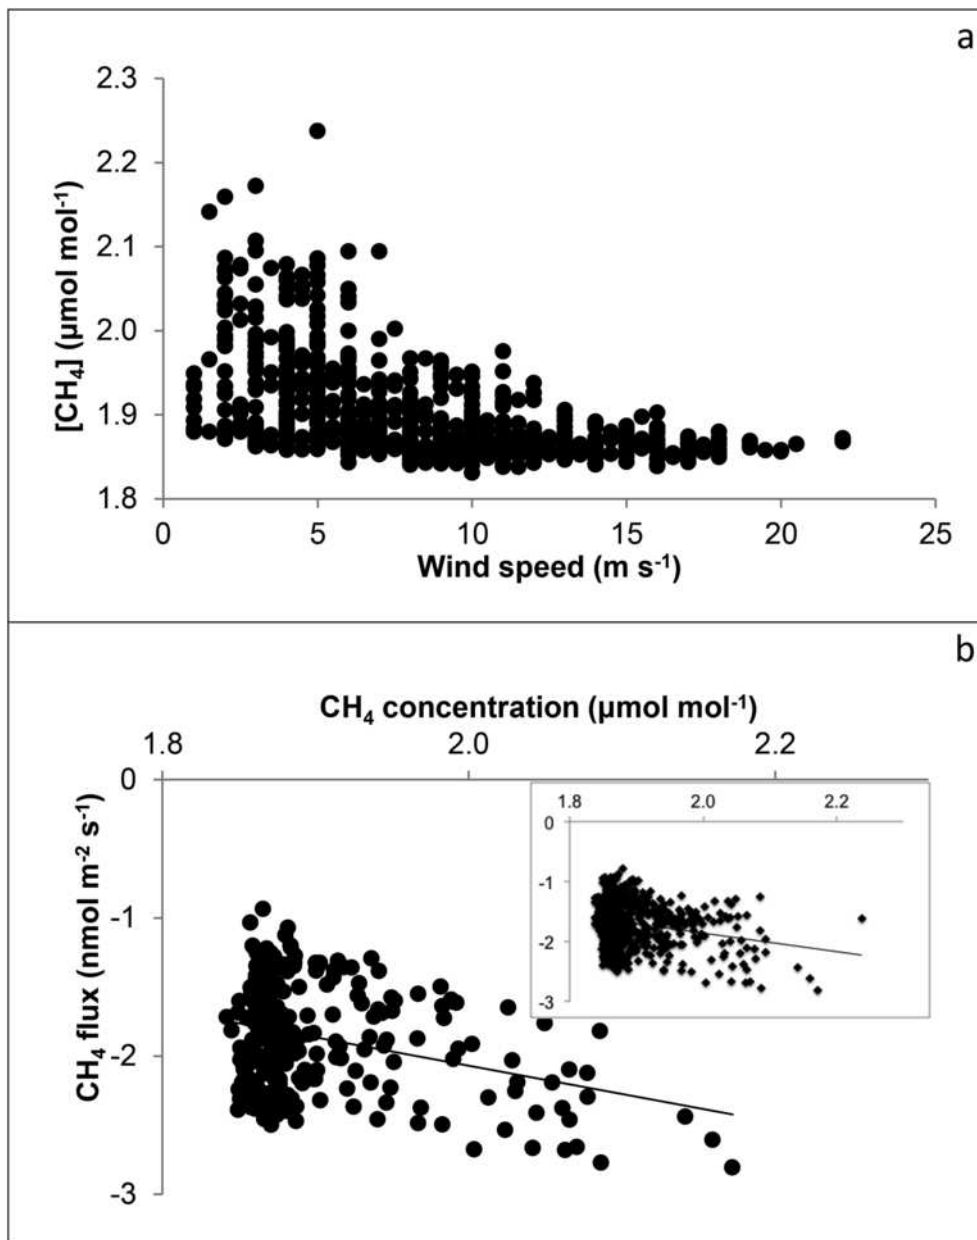 a
2.3
2.2
2.1
2.0
1.9
1.8
[CH₄] (µmol mol⁻¹)
0 5 10 15 20 25
Wind speed (m s⁻¹)
b
CH₄ concentration (µmol mol⁻¹)
1.8 2.0 2.2
0
-1
-2
-3
CH₄ flux (nmol m⁻² s⁻¹)
1.8 2.0 2.2
0
-1
-2
-3